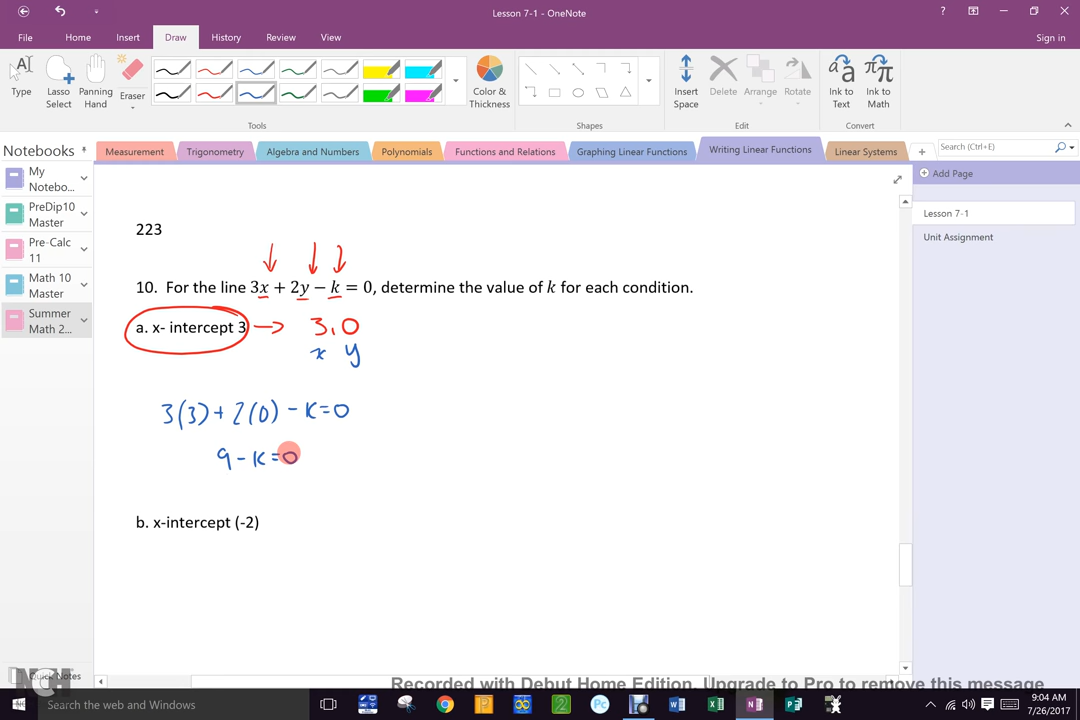 Lesson 7-1 - OneNote
?
File Home Insert Draw History Review View Sign in
Type Lasso Select Panning Hand Eraser Color & Thickness Insert Space Delete Arrange Rotate Ink to Text Ink to Math
Tools Shapes Edit Convert
Notebooks
Measurement Trigonometry Algebra and Numbers Polynomials Functions and Relations Graphing Linear Functions Writing Linear Functions Linear Systems
Search (Ctrl+E)
My Notebo...
PreDip10 Master
Pre-Calc 11
Math 10 Master
Summer Math 2...
Add Page
Lesson 7-1
Unit Assignment
223
10. For the line 3x + 2y − k = 0, determine the value of k for each condition.
a. x- intercept 3 → 3,0
x y
3(3) + 2(0) - k = 0
9 - k = 0
b. x-intercept (-2)
Quick Notes
NCH
Recorded with Debut Home Edition. Upgrade to Pro to remove this message
Search the web and Windows
9:04 AM
7/26/2017